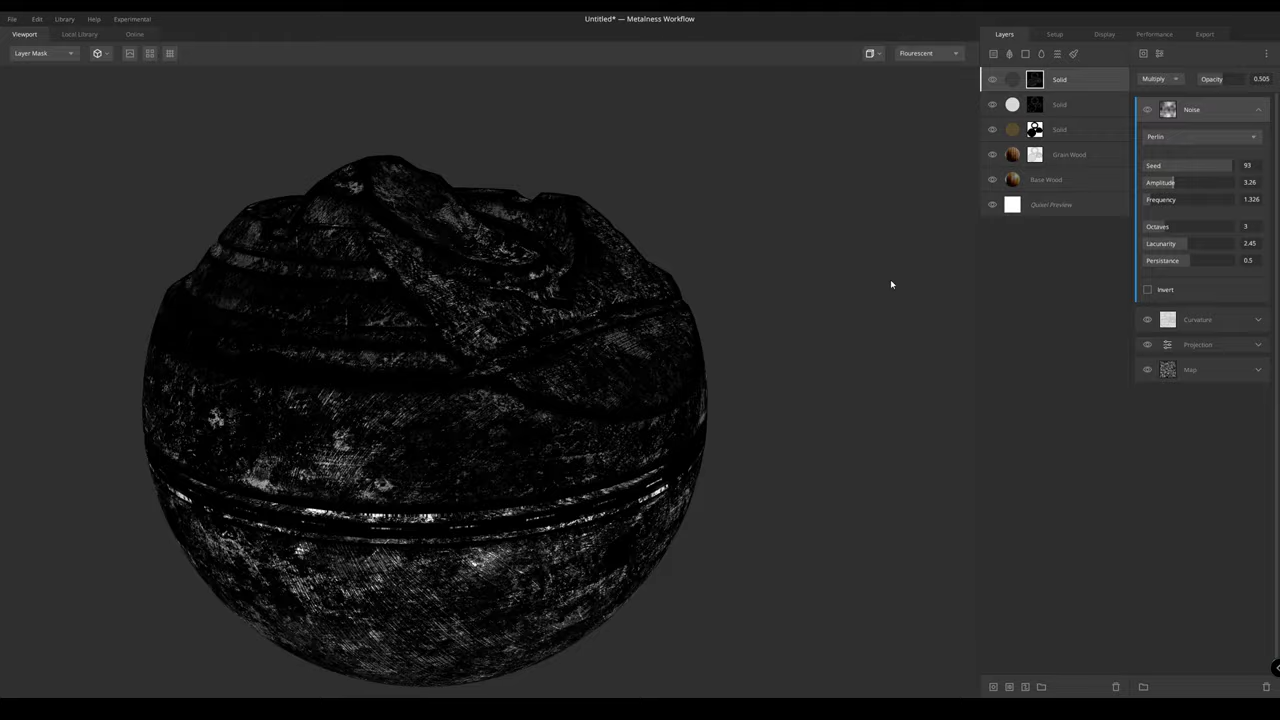 Untitled* — Metalness Workflow
File Edit Library Help Experimental
Viewport Local Library Online
Layers Setup Display Performance Export
Layer Mask
Flourescent
Solid
Solid
Solid
Grain Wood
Base Wood
Quixel Preview
Multiply Opacity 0.505
Noise
Perlin
Seed 93
Amplitude 3.26
Frequency 1.326
Octaves 3
Lacunarity 2.45
Persistance 0.5
Invert
Curvature
Projection
Map